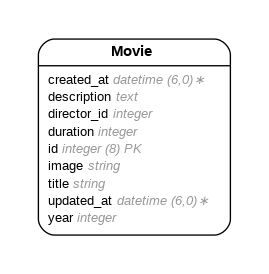 Movie
created_at datetime (6,0)∗
description text
director_id integer
duration integer
id integer (8) PK
image string
title string
updated_at datetime (6,0)∗
year integer